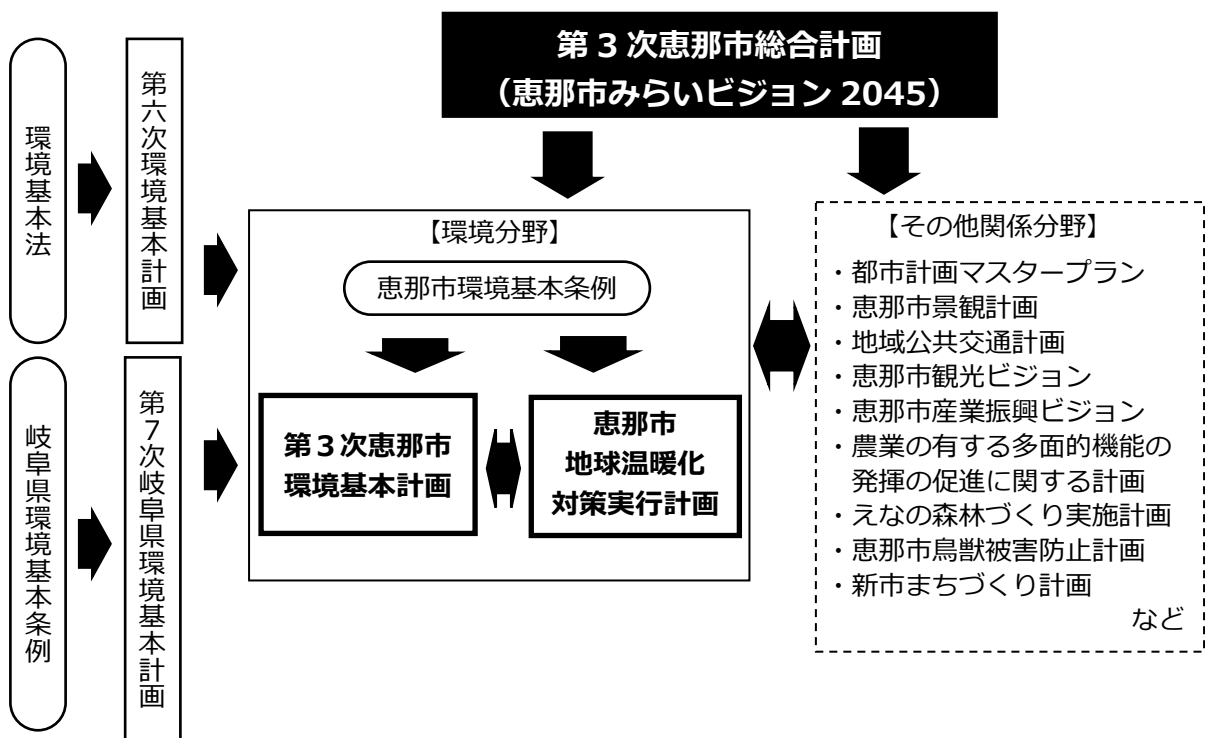 第3次恵那市総合計画
（恵那市みらいビジョン 2045）
環境基本法
第六次環境基本計画
岐阜県環境基本条例
第7次岐阜県環境基本計画
【環境分野】
恵那市環境基本条例
第３次恵那市
環境基本計画
恵那市
地球温暖化
対策実行計画
【その他関係分野】
・都市計画マスタープラン
・恵那市景観計画
・地域公共交通計画
・恵那市観光ビジョン
・恵那市産業振興ビジョン
・農業の有する多面的機能の
発揮の促進に関する計画
・えなの森林づくり実施計画
・恵那市鳥獣被害防止計画
・新市まちづくり計画
など